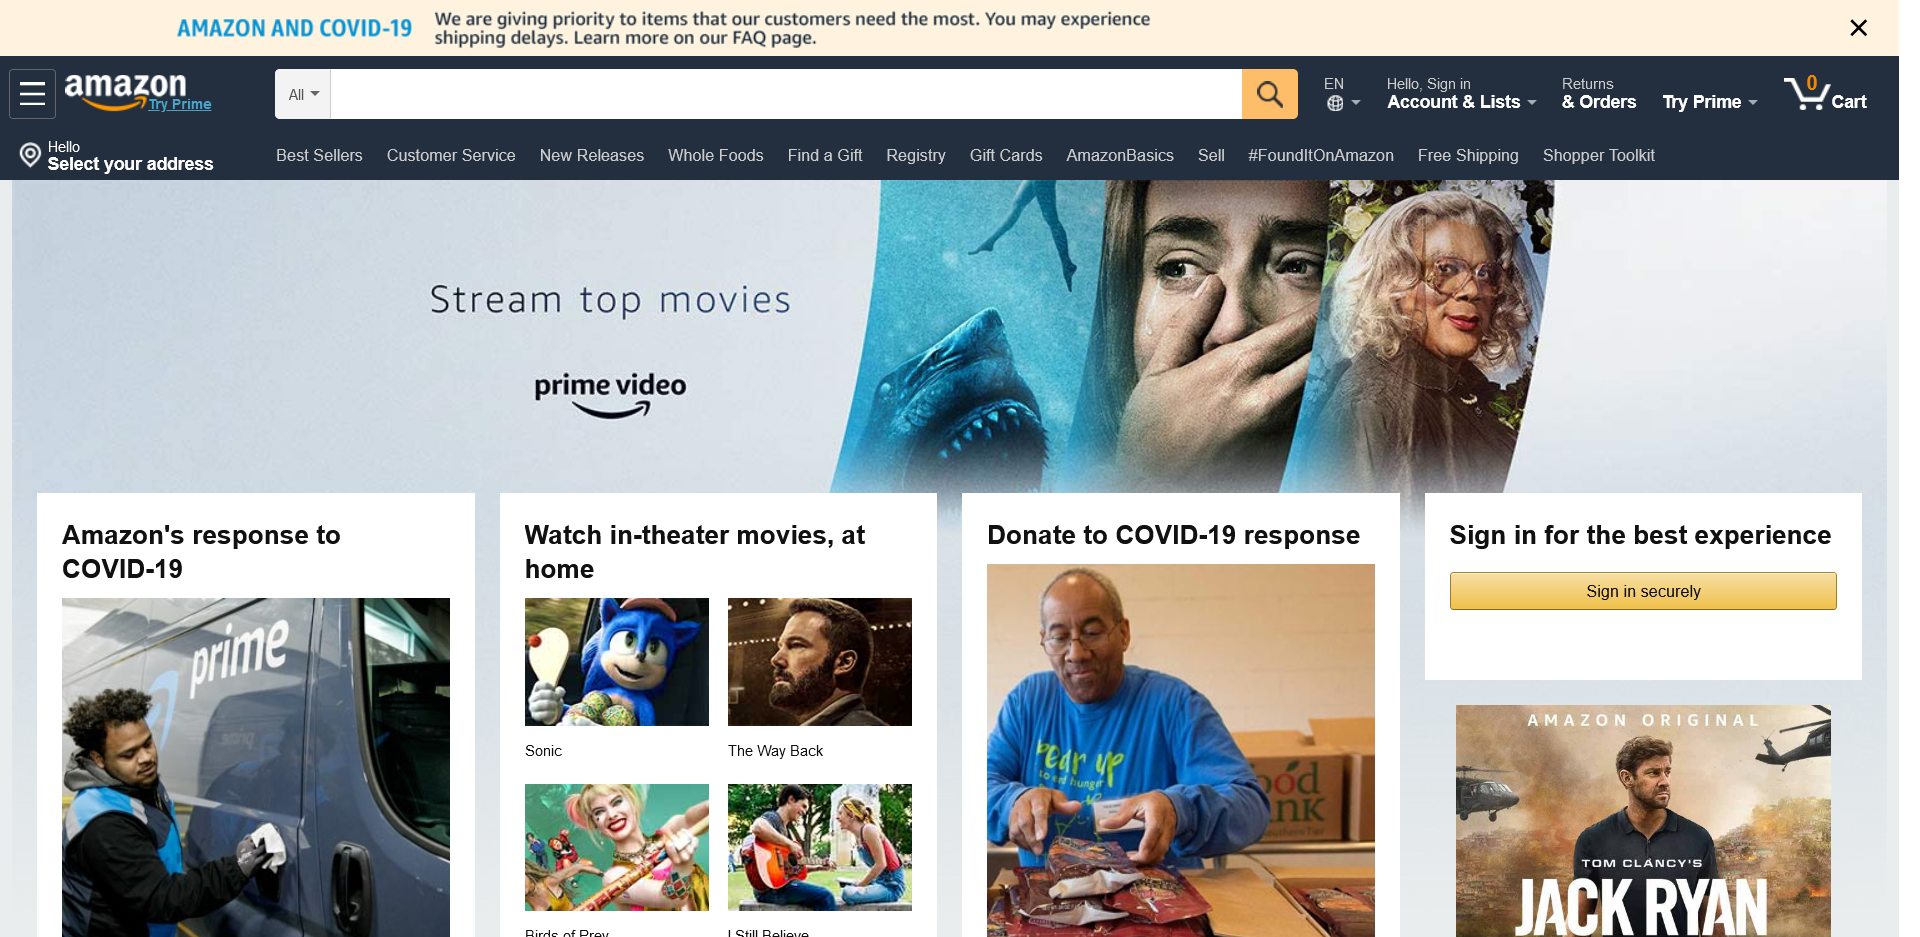 AMAZON AND COVID-19
We are giving priority to items that our customers need the most. You may experience
shipping delays. Learn more on our FAQ page.
amazon
Try Prime
All
EN
Hello, Sign in
Account & Lists
Returns
& Orders
Try Prime
0
Cart
Hello
Select your address
Best Sellers
Customer Service
New Releases
Whole Foods
Find a Gift
Registry
Gift Cards
AmazonBasics
Sell
#FoundItOnAmazon
Free Shipping
Shopper Toolkit
Stream top movies
prime video
Amazon's response to
COVID-19
prime
Watch in-theater movies, at
home
Sonic
The Way Back
Birds of Prey
I Still Believe
Donate to COVID-19 response
to end hunger
Sign in for the best experience
Sign in securely
AMAZON ORIGINAL
TOM CLANCY'S
JACK RYAN